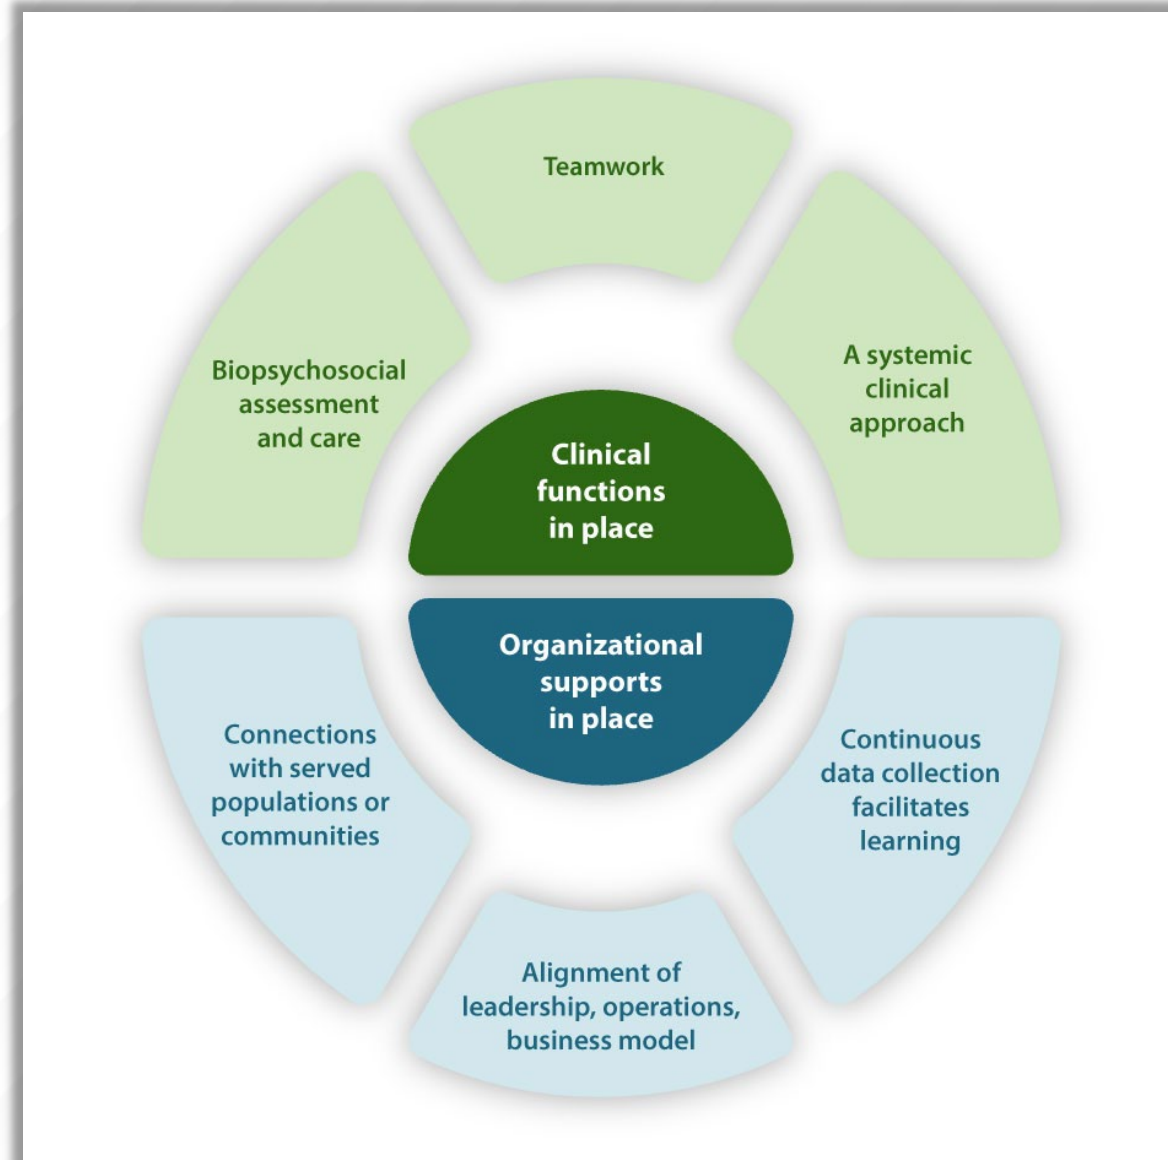 Teamwork
Biopsychosocial
assessment
and care
A systemic
clinical
approach
Clinical
functions
in place
Organizational
supports
in place
Connections
with served
populations or
communities
Continuous
data collection
facilitates
learning
Alignment of
leadership, operations,
business model